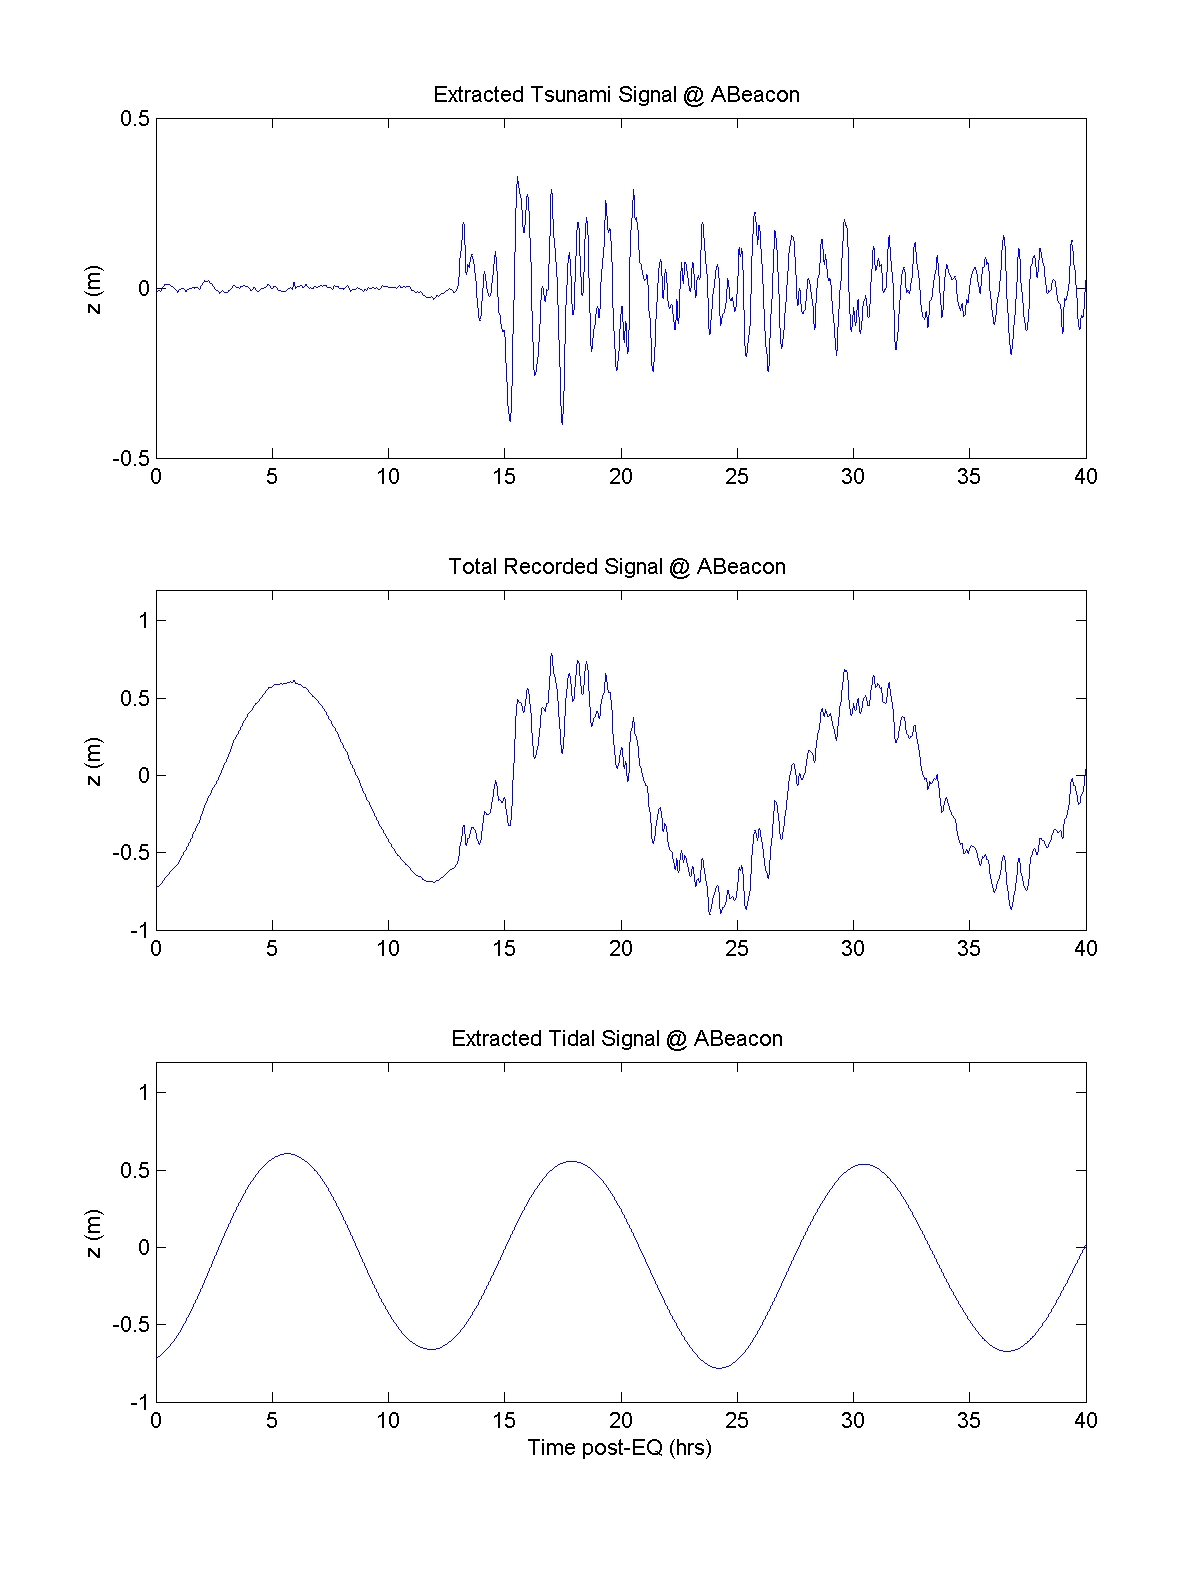 Extracted Tsunami Signal @ ABeacon
0.5
0
-0.5
z (m)
0 5 10 15 20 25 30 35 40
Total Recorded Signal @ ABeacon
1
0.5
0
-0.5
-1
z (m)
0 5 10 15 20 25 30 35 40
Extracted Tidal Signal @ ABeacon
1
0.5
0
-0.5
-1
z (m)
0 5 10 15 20 25 30 35 40
Time post-EQ (hrs)